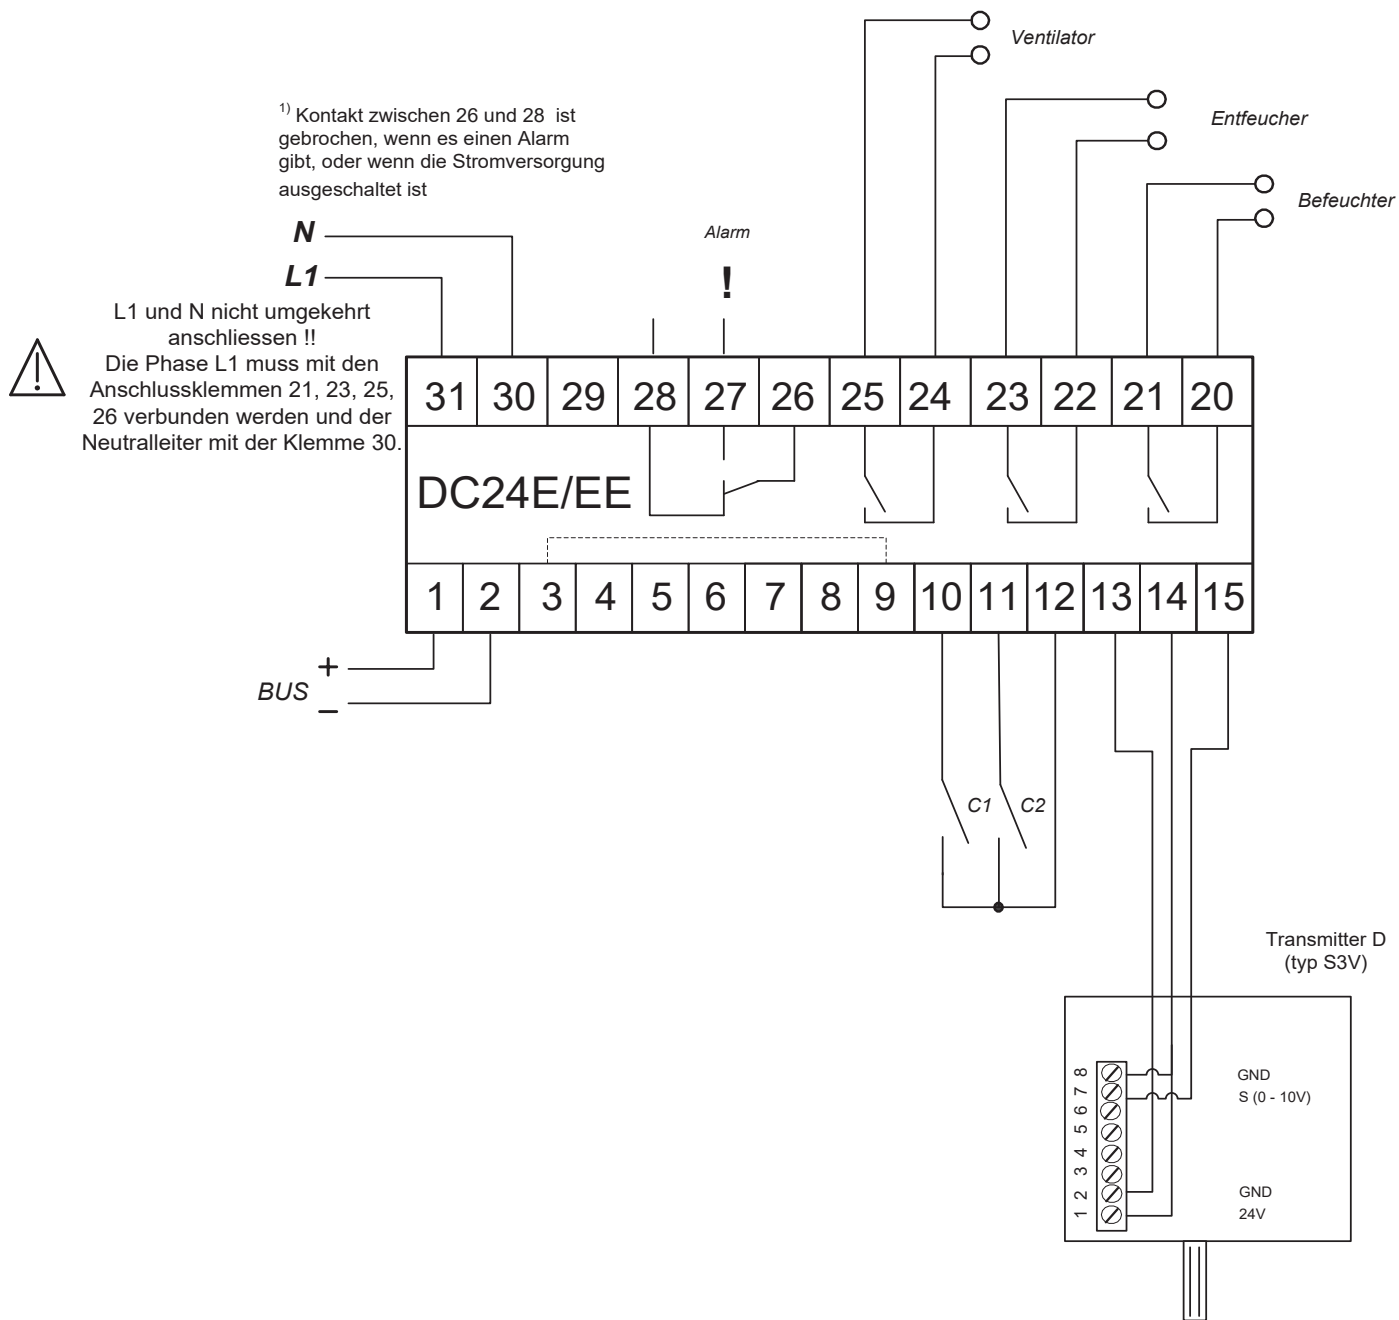 Ventilator
1) Kontakt zwischen 26 und 28 ist
gebrochen, wenn es einen Alarm
gibt, oder wenn die Stromversorgung
ausgeschaltet ist
Entfeucher
Befeuchter
N
L1
Alarm
!
L1 und N nicht umgekehrt
anschliessen !!
Die Phase L1 muss mit den
Anschlussklemmen 21, 23, 25,
26 verbunden werden und der
Neutralleiter mit der Klemme 30.
!
31 30 29 28 27 26 25 24 23 22 21 20
DC24E/EE
1 2 3 4 5 6 7 8 9 10 11 12 13 14 15
+
BUS
–
C1 C2
Transmitter D
(typ S3V)
8 GND
7 S (0 - 10V)
6
5
4
3
2 GND
1 24V